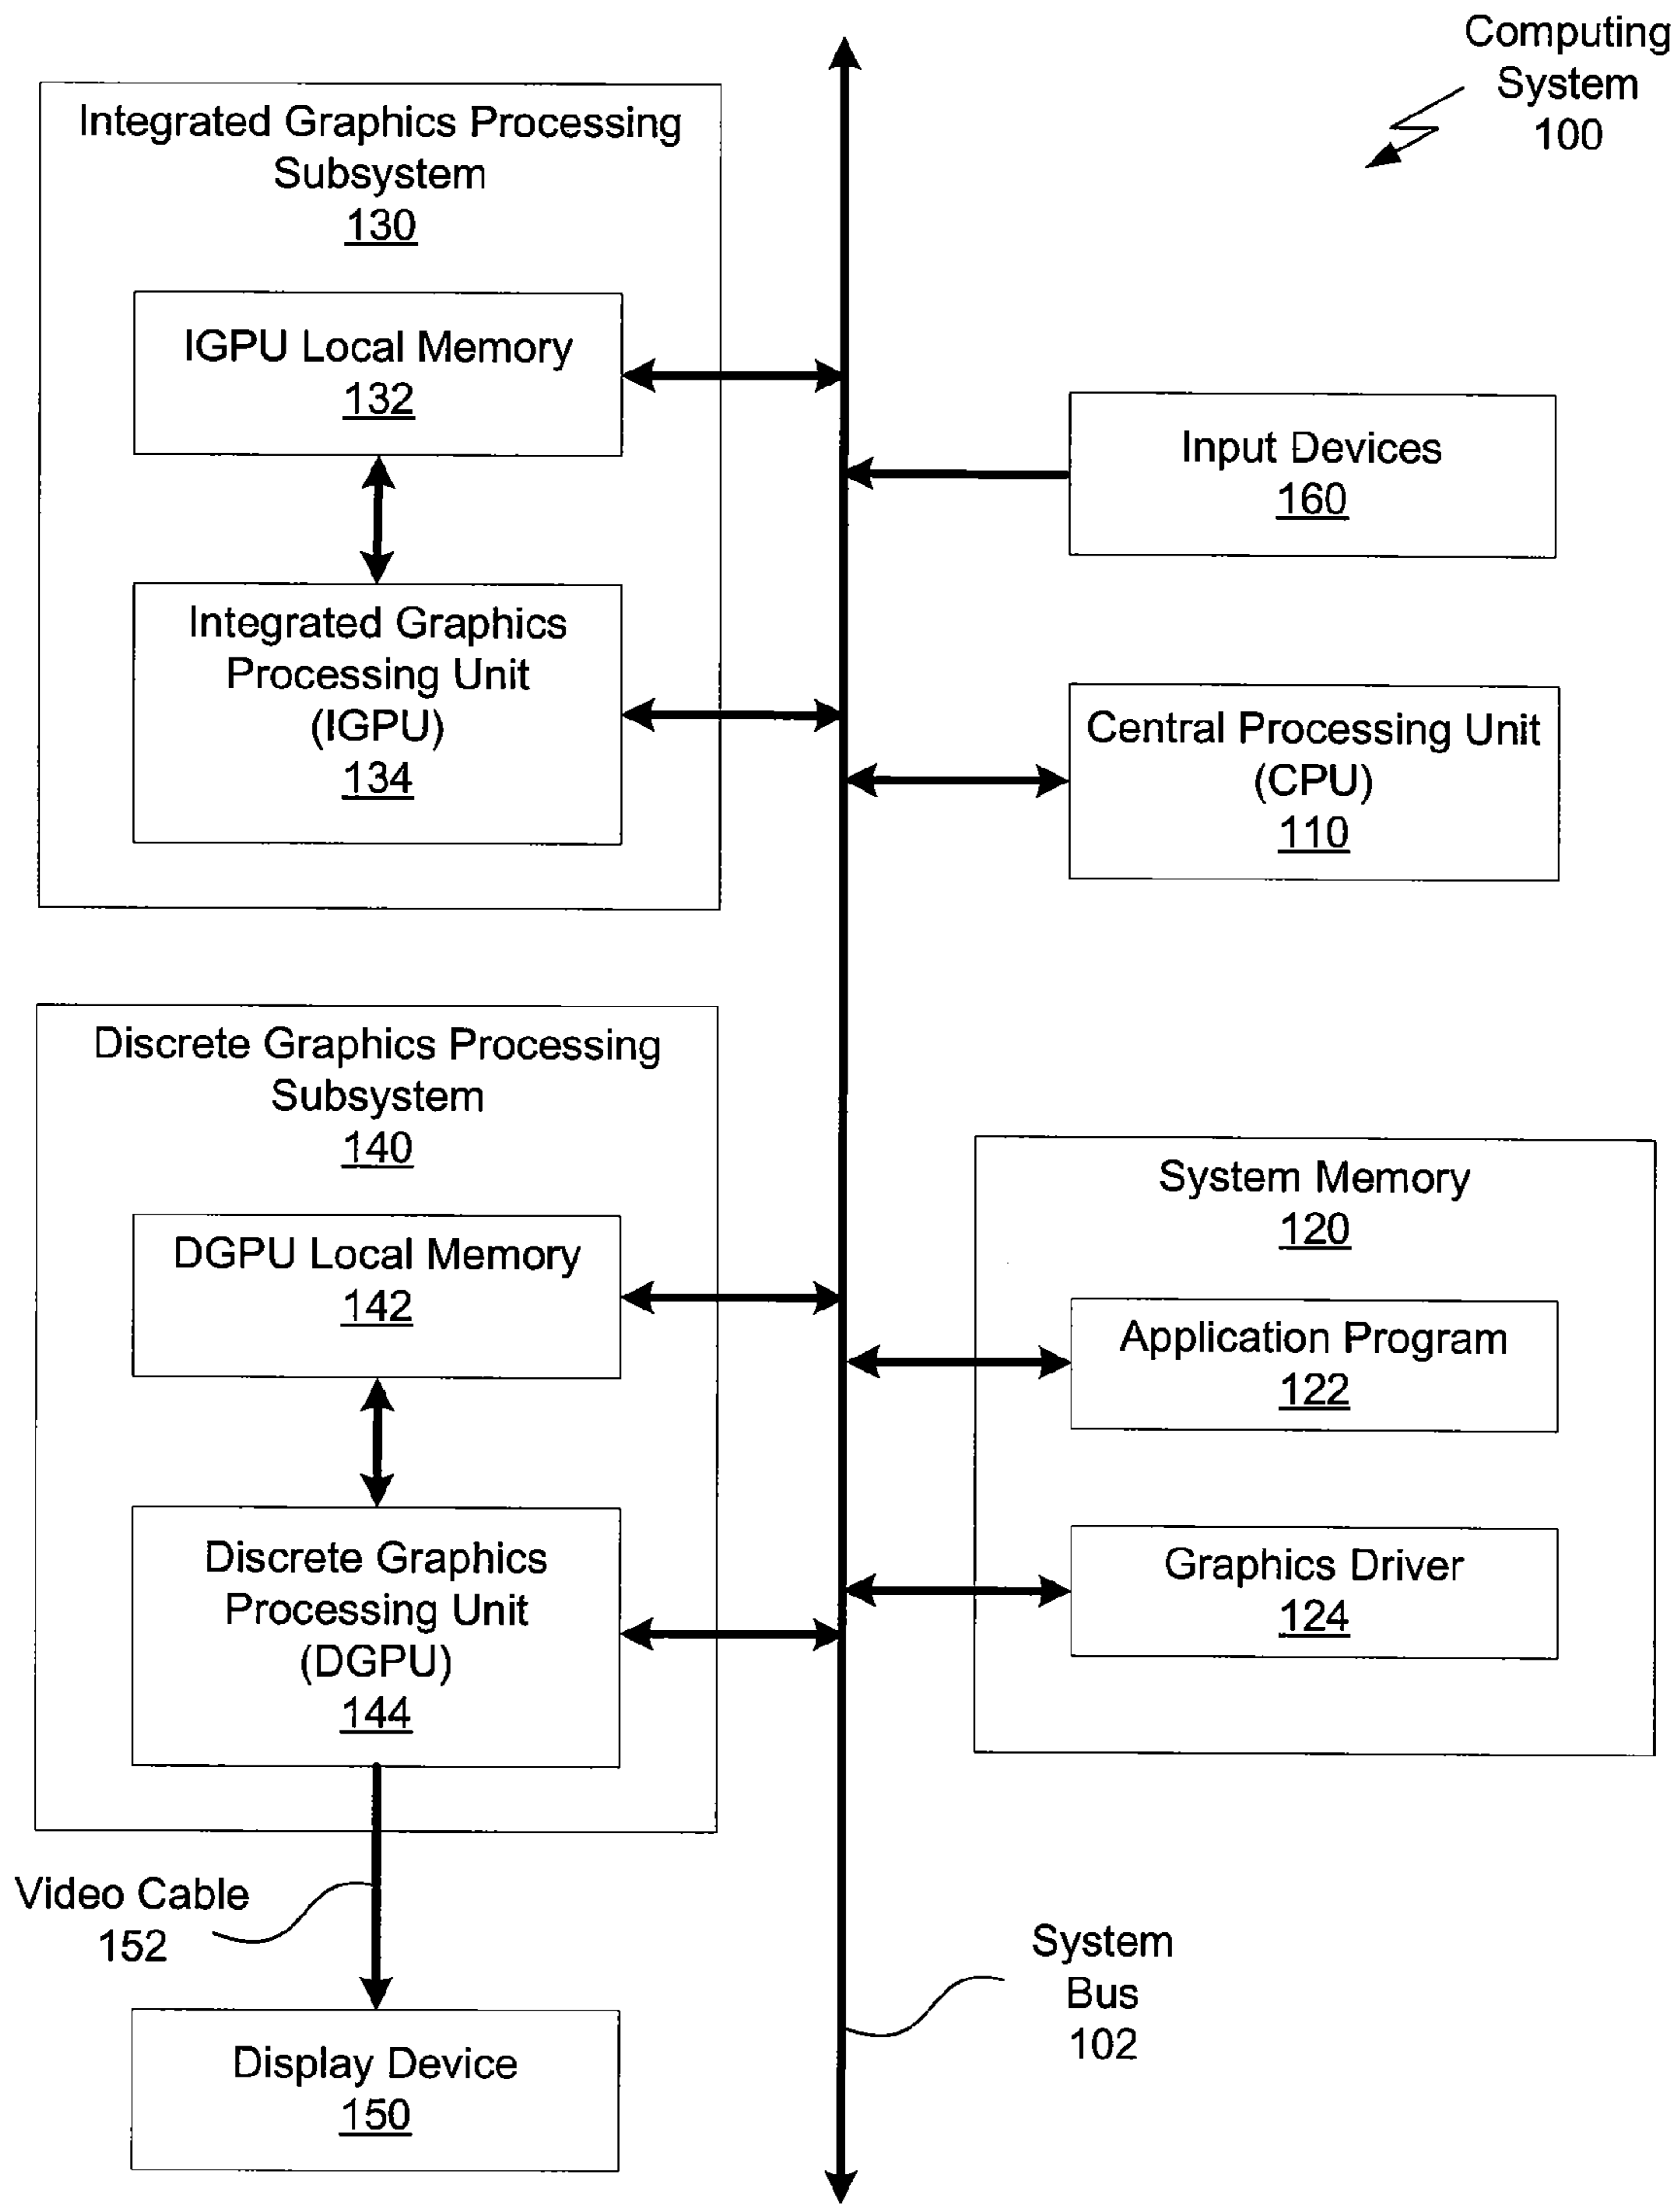 Computing
System
100
Integrated Graphics Processing
Subsystem
130
IGPU Local Memory
132
Integrated Graphics
Processing Unit
(IGPU)
134
Input Devices
160
Central Processing Unit
(CPU)
110
Discrete Graphics Processing
Subsystem
140
DGPU Local Memory
142
Discrete Graphics
Processing Unit
(DGPU)
144
System Memory
120
Application Program
122
Graphics Driver
124
Video Cable
152
System
Bus
102
Display Device
150